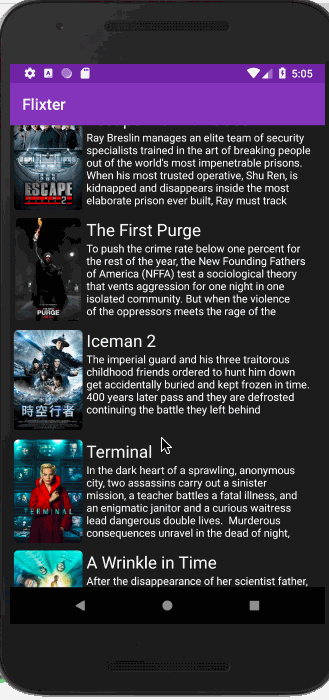 5:05
Flixter
Ray Breslin manages an elite team of security
specialists trained in the art of breaking people
out of the world's most impenetrable prisons.
When his most trusted operative, Shu Ren, is
kidnapped and disappears inside the most
elaborate prison ever built, Ray must track
ESCAPE
2
The First Purge
To push the crime rate below one percent for
the rest of the year, the New Founding Fathers
of America (NFFA) test a sociological theory
that vents aggression for one night in one
isolated community. But when the violence
of the oppressors meets the rage of the
PURGE
Iceman 2
The imperial guard and his three traitorous
childhood friends ordered to hunt him down
get accidentally buried and kept frozen in time.
400 years later pass and they are defrosted
continuing the battle they left behind
時空行者
Terminal
In the dark heart of a sprawling, anonymous
city, two assassins carry out a sinister
mission, a teacher battles a fatal illness, and
an enigmatic janitor and a curious waitress
lead dangerous double lives.  Murderous
consequences unravel in the dead of night,
TERMINAL
A Wrinkle in Time
After the disappearance of her scientist father,